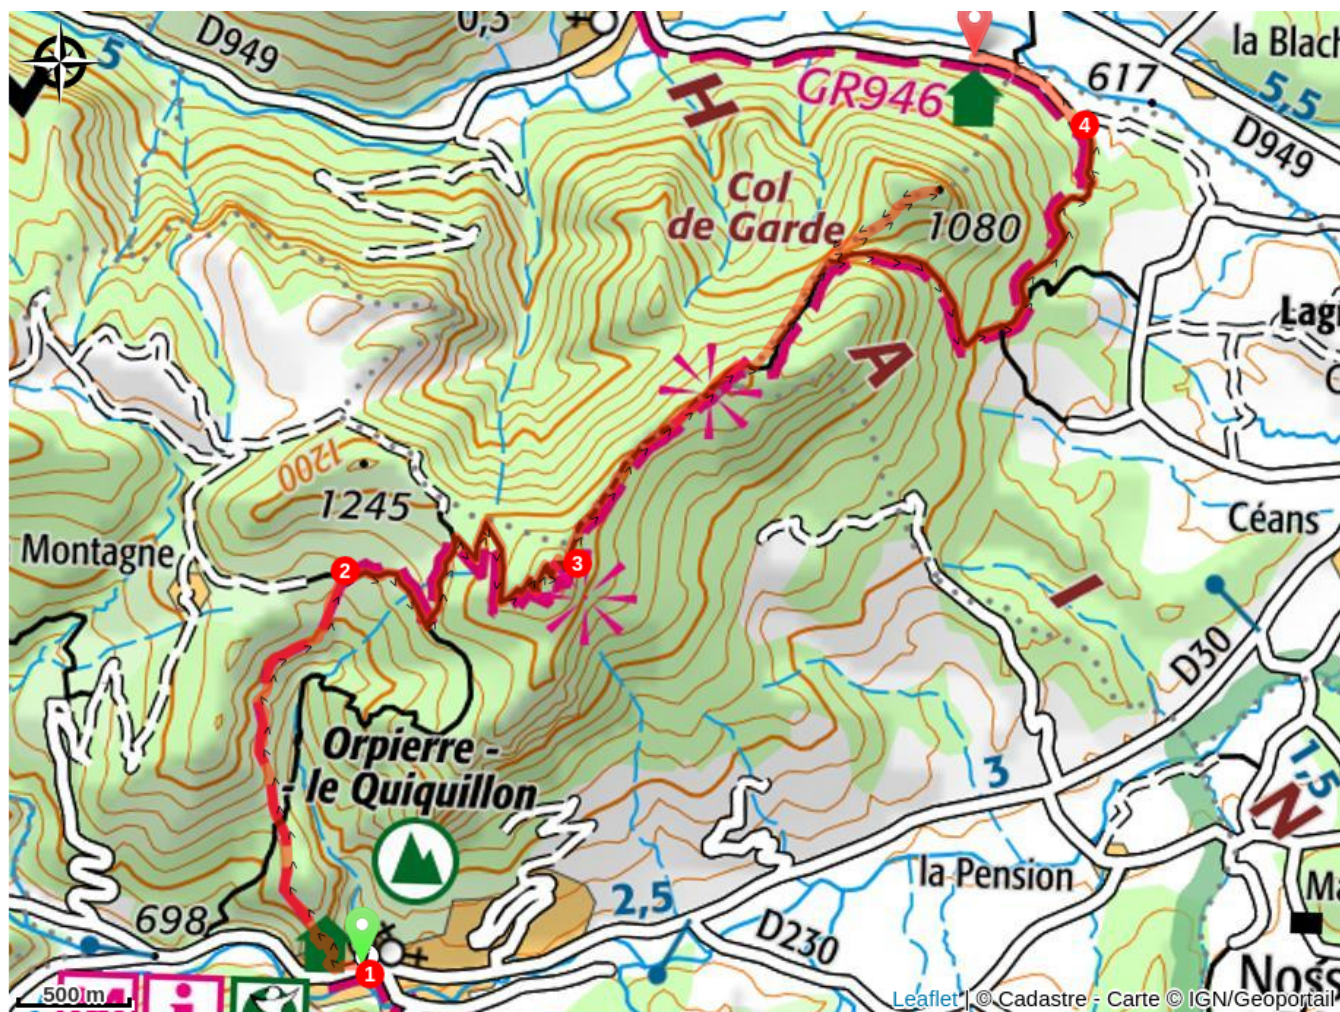 0,5
D949
5
la Blach
617
5,5
GR946
H
4
D949
Col
de Garde
1080
Lag
A
1200
1245
Céans
Montagne
2
3
I
D30
Orpierre -
- le Quiquillon
3
1,5
N
la Pension
2,5
698
D230
Ma
1
Noss
500 m
Leaflet | © Cadastre - Carte © IGN/Geoportail